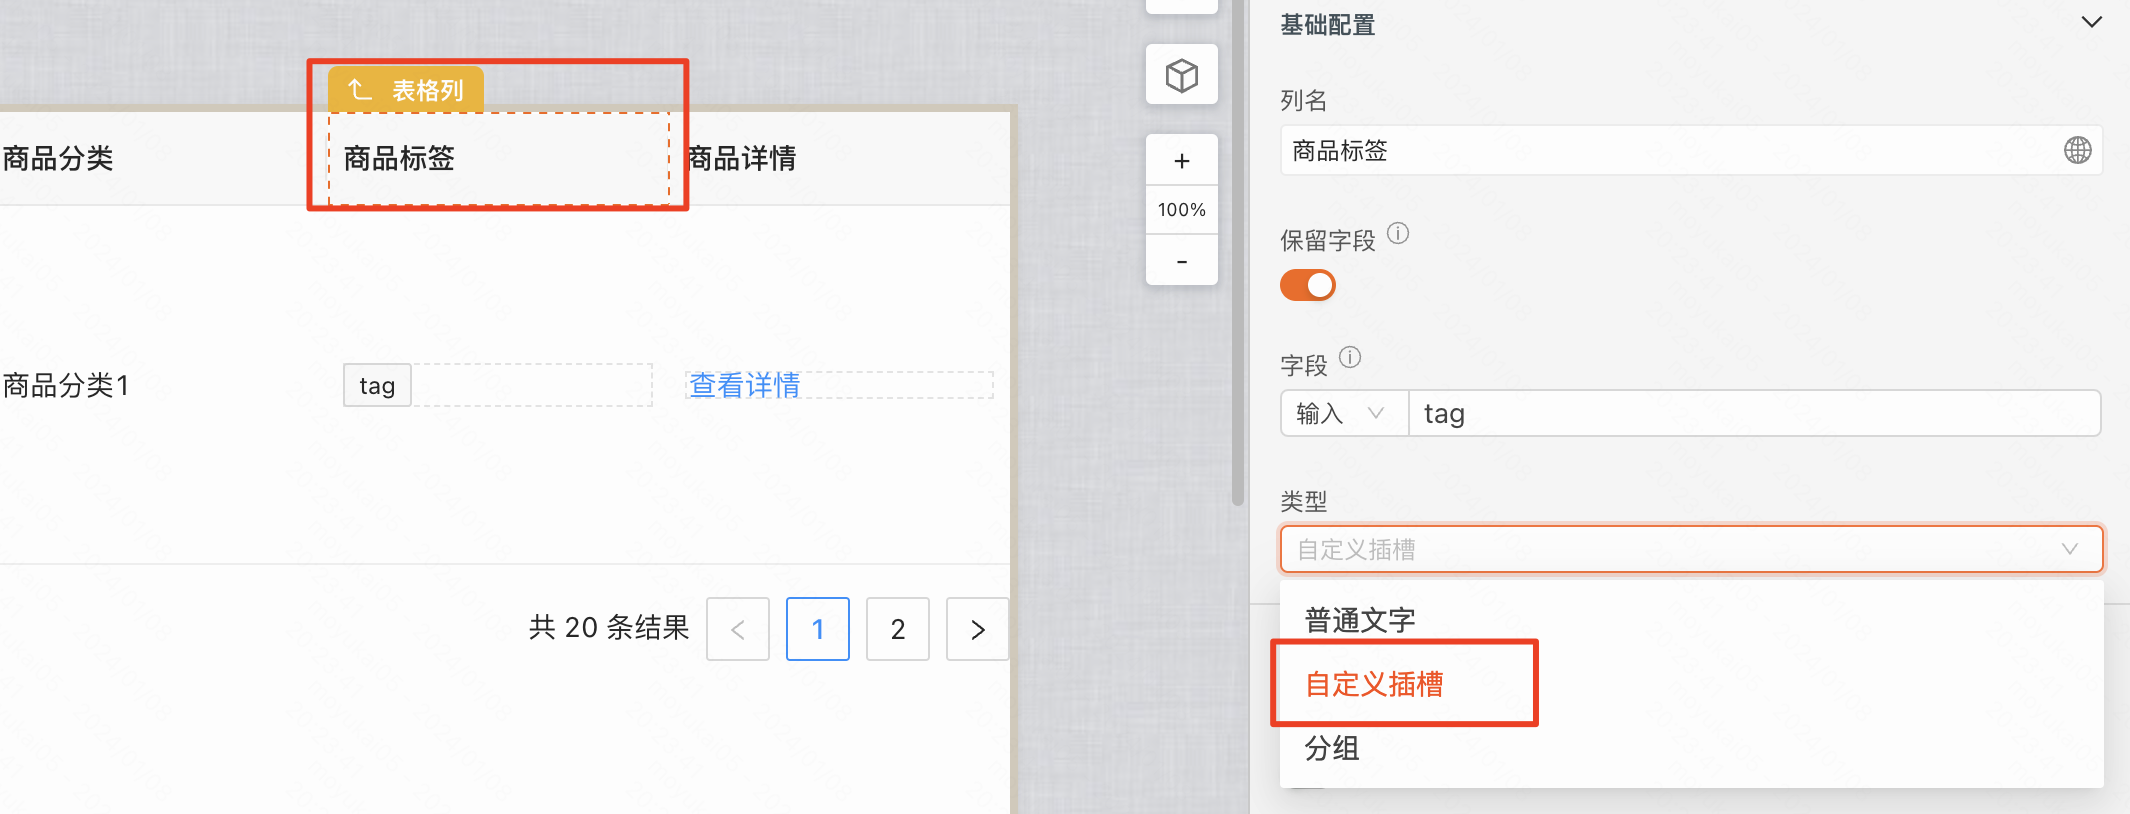 表格列
商品分类
商品标签
商品详情
商品分类1
tag
查看详情
共 20 条结果
1
2
+
100%
-
基础配置
列名
商品标签
保留字段
字段
输入
tag
类型
自定义插槽
普通文字
自定义插槽
分组